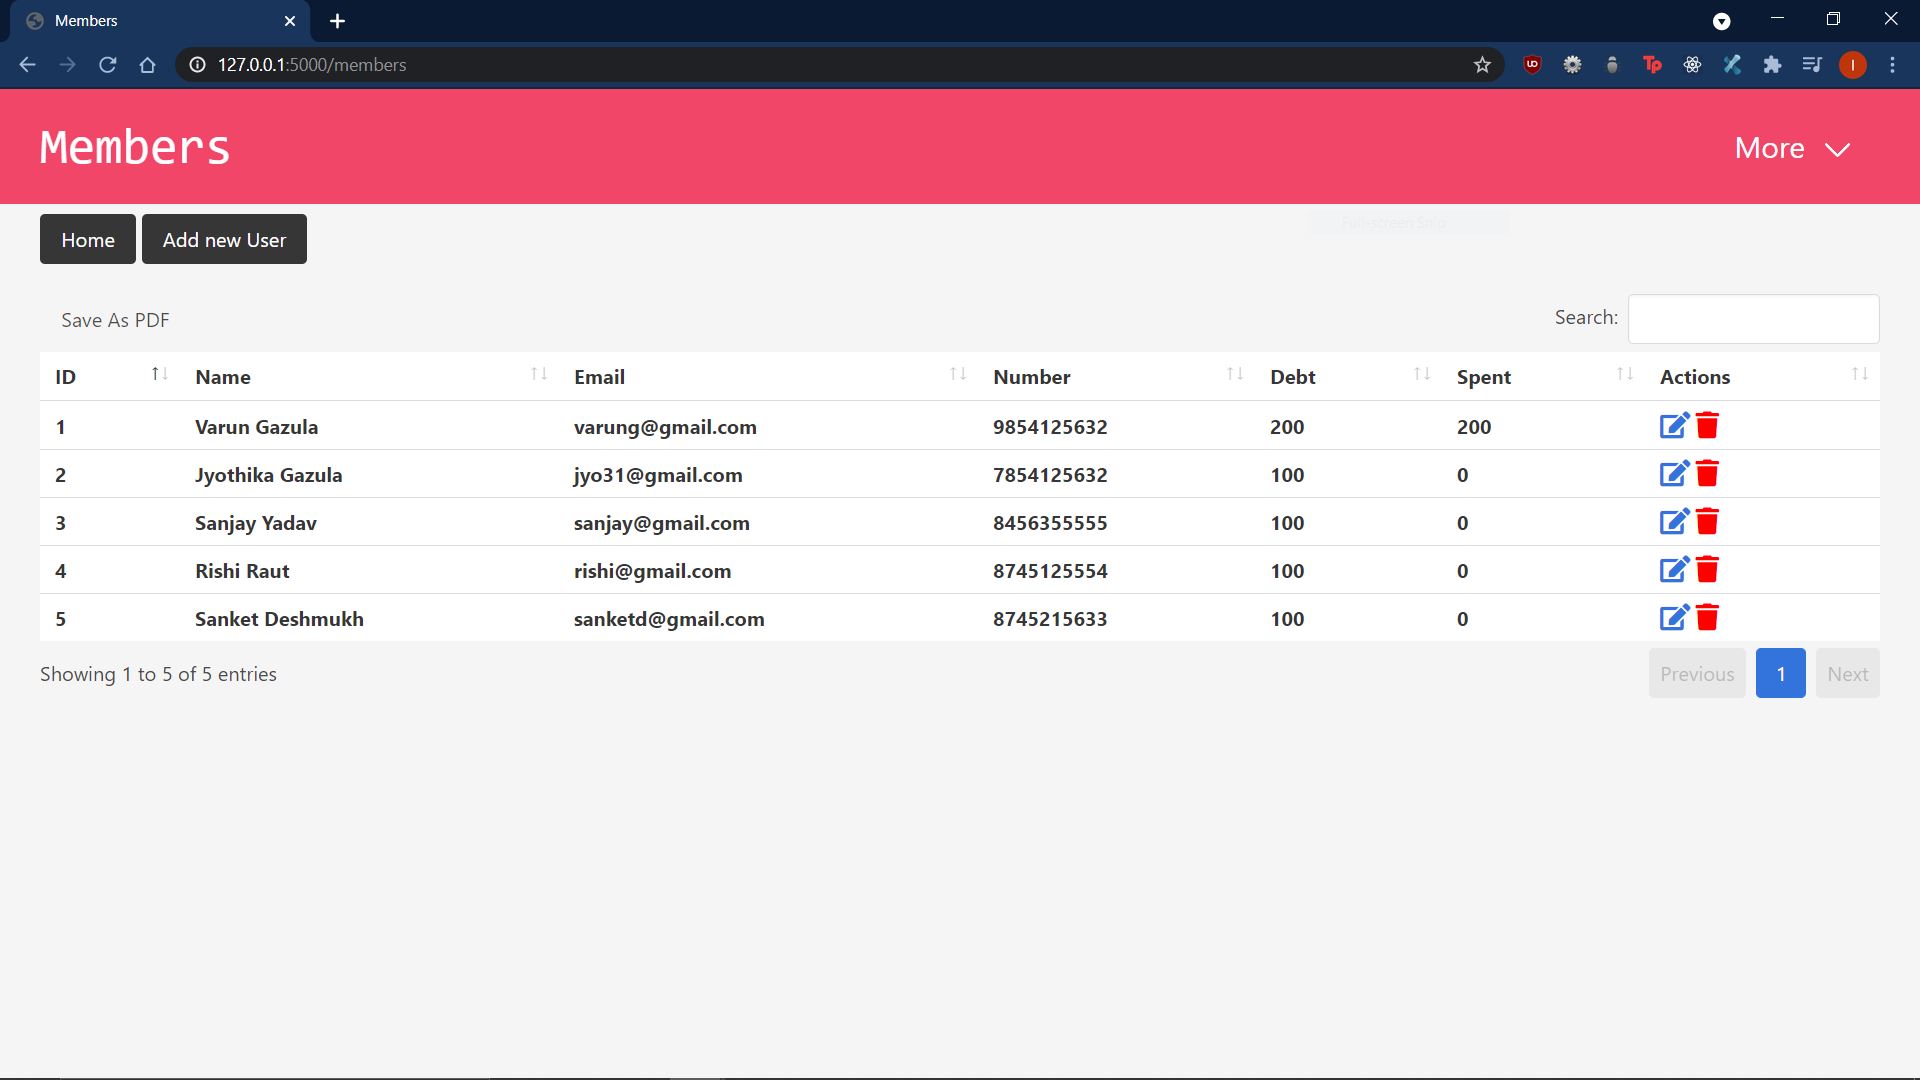 Members
127.0.0.1:5000/members
Members
More
Home Add new User
Full-screen Snip
Save As PDF
Search:
ID Name Email Number Debt Spent Actions
1 Varun Gazula varung@gmail.com 9854125632 200 200
2 Jyothika Gazula jyo31@gmail.com 7854125632 100 0
3 Sanjay Yadav sanjay@gmail.com 8456355555 100 0
4 Rishi Raut rishi@gmail.com 8745125554 100 0
5 Sanket Deshmukh sanketd@gmail.com 8745215633 100 0
Showing 1 to 5 of 5 entries
Previous 1 Next